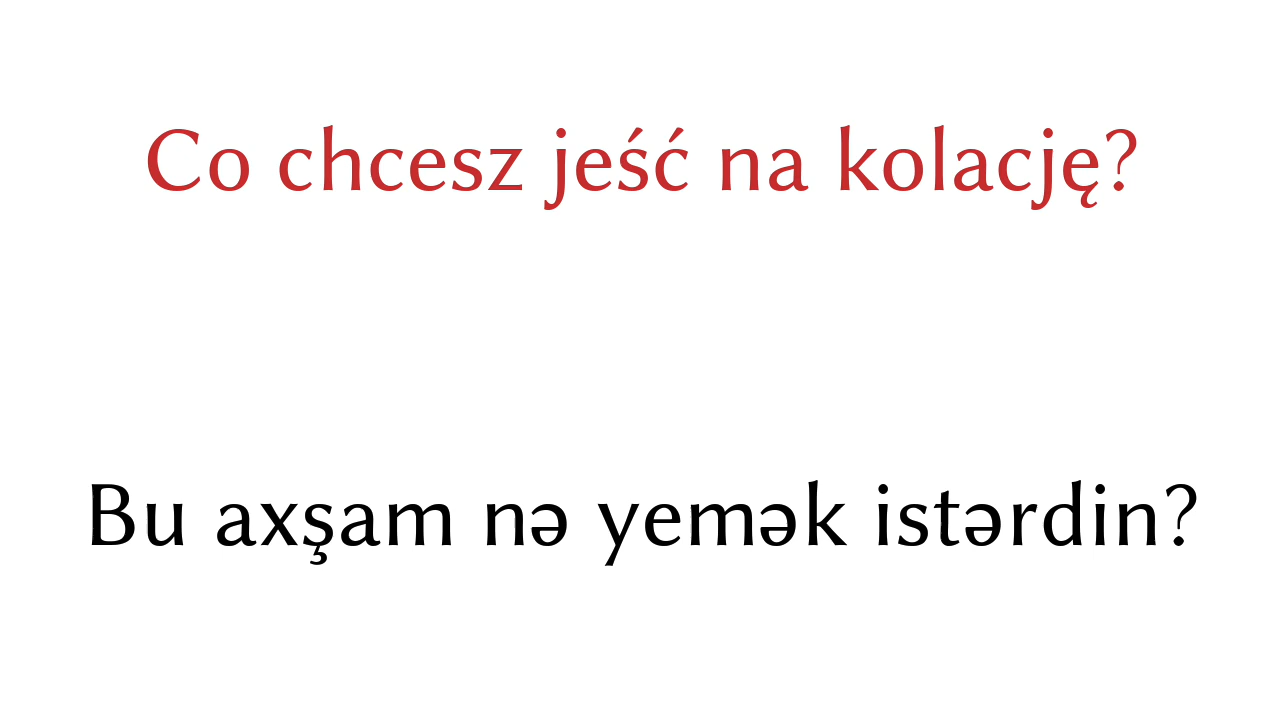 Co chcesz jeść na kolację?
Bu axşam nə yemək istərdin?